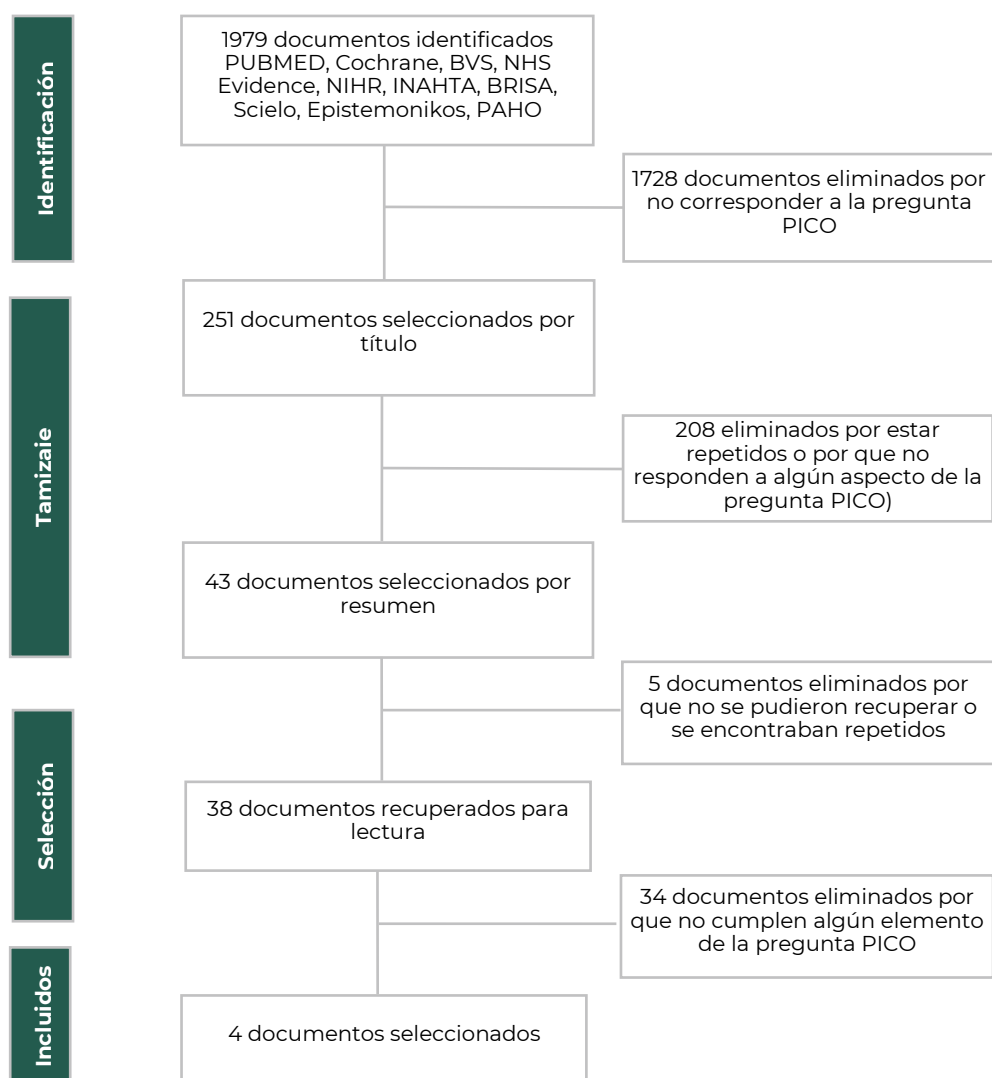 Identificación
1979 documentos identificados
PUBMED, Cochrane, BVS, NHS
Evidence, NIHR, INAHTA, BRISA,
Scielo, Epistemonikos, PAHO
1728 documentos eliminados por
no corresponder a la pregunta
PICO
Tamizaie
251 documentos seleccionados por
título
208 eliminados por estar
repetidos o por que no
responden a algún aspecto de la
pregunta PICO)
43 documentos seleccionados por
resumen
5 documentos eliminados por
que no se pudieron recuperar o
se encontraban repetidos
Selección
38 documentos recuperados para
lectura
34 documentos eliminados por
que no cumplen algún elemento
de la pregunta PICO
Incluidos
4 documentos seleccionados